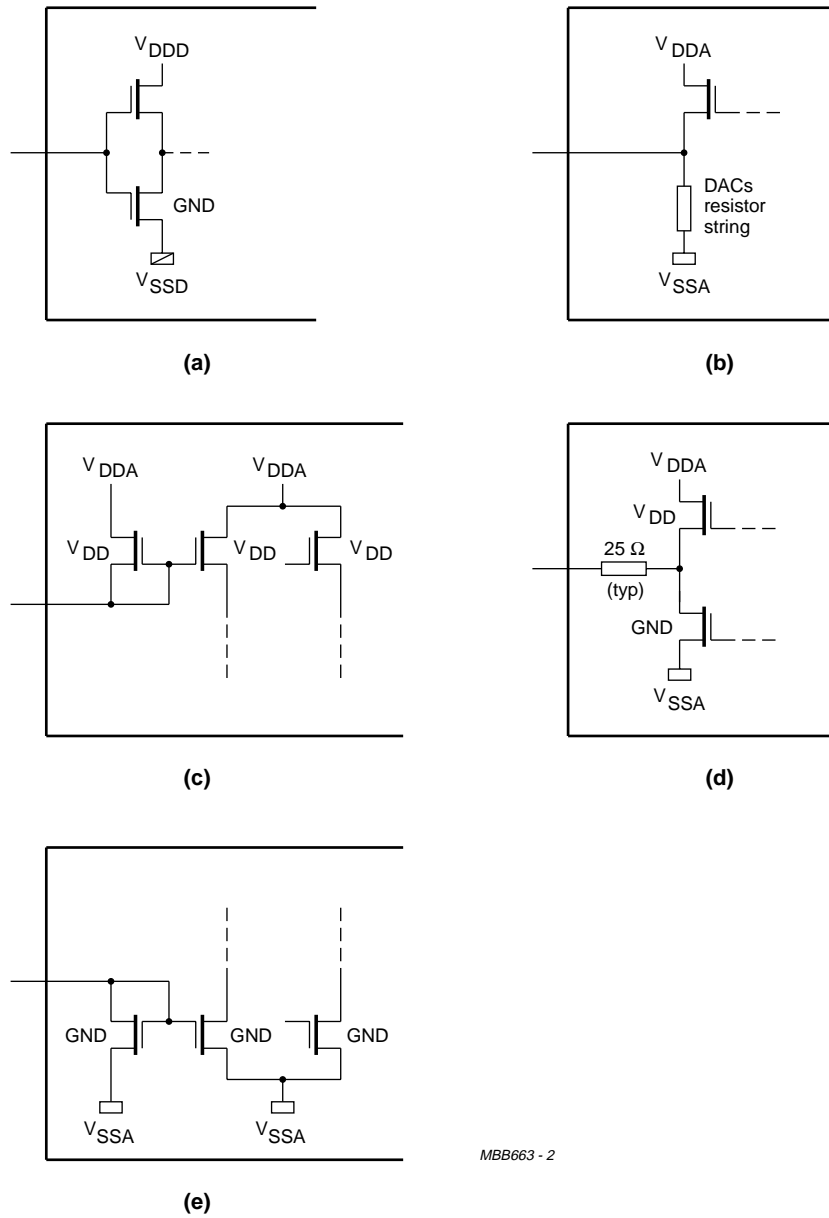 V DDD
GND
V SSD
(a)
V DDA
DACs
resistor
string
V SSA
(b)
V DDA
V DDA
V DD
V DD
V DD
(c)
V DDA
V DD
25 Ω
(typ)
GND
V SSA
(d)
GND
GND
GND
V SSA
V SSA
(e)
MBB663 - 2